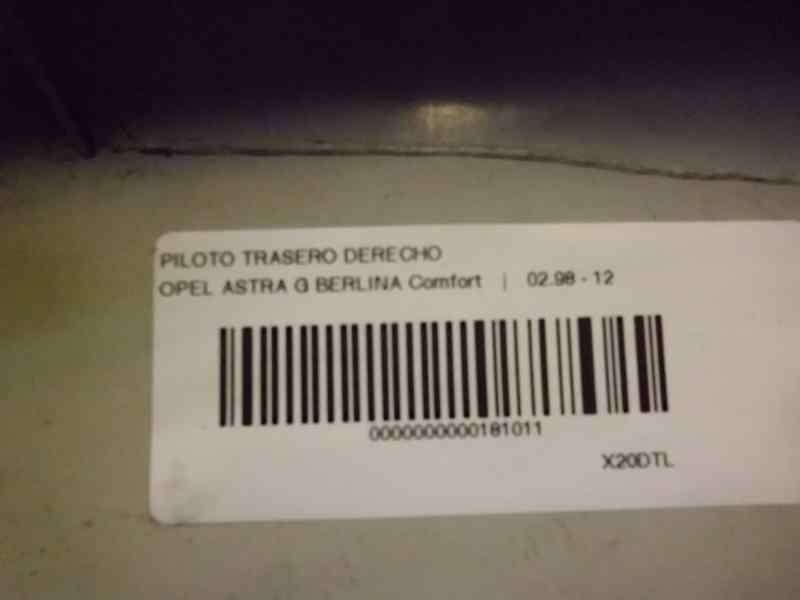 PILOTO TRASERO DERECHO
OPEL ASTRA G BERLINA Comfort | 02.98 - 12
0000000000181011
X20DTL